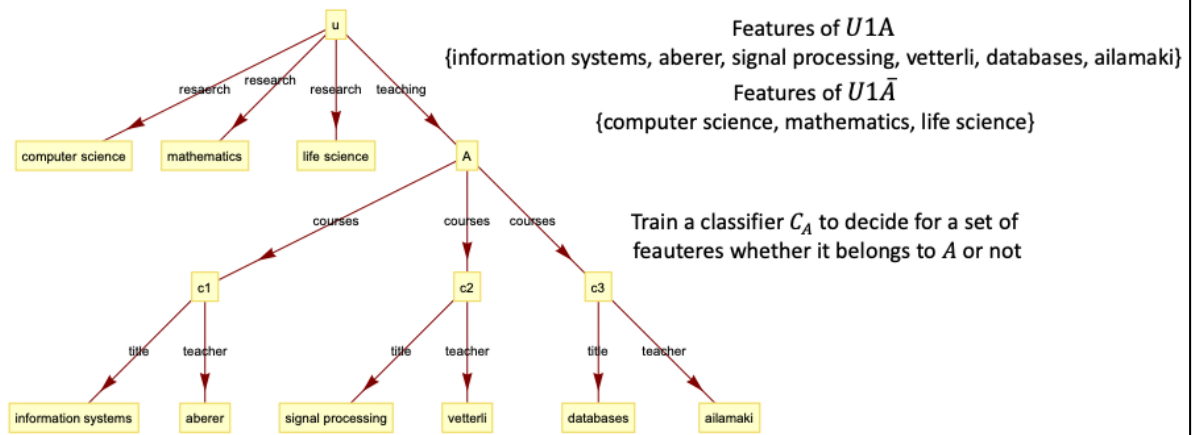 u
Features of U1A
{information systems, aberer, signal processing, vetterli, databases, ailamaki}
resaerch
research
research
teaching
Features of U1Ā
{computer science, mathematics, life science}
computer science
mathematics
life science
A
courses
courses
courses
Train a classifier C_A to decide for a set of
feauteres whether it belongs to A or not
c1
c2
c3
title
teacher
title
teacher
title
teacher
information systems
aberer
signal processing
vetterli
databases
ailamaki